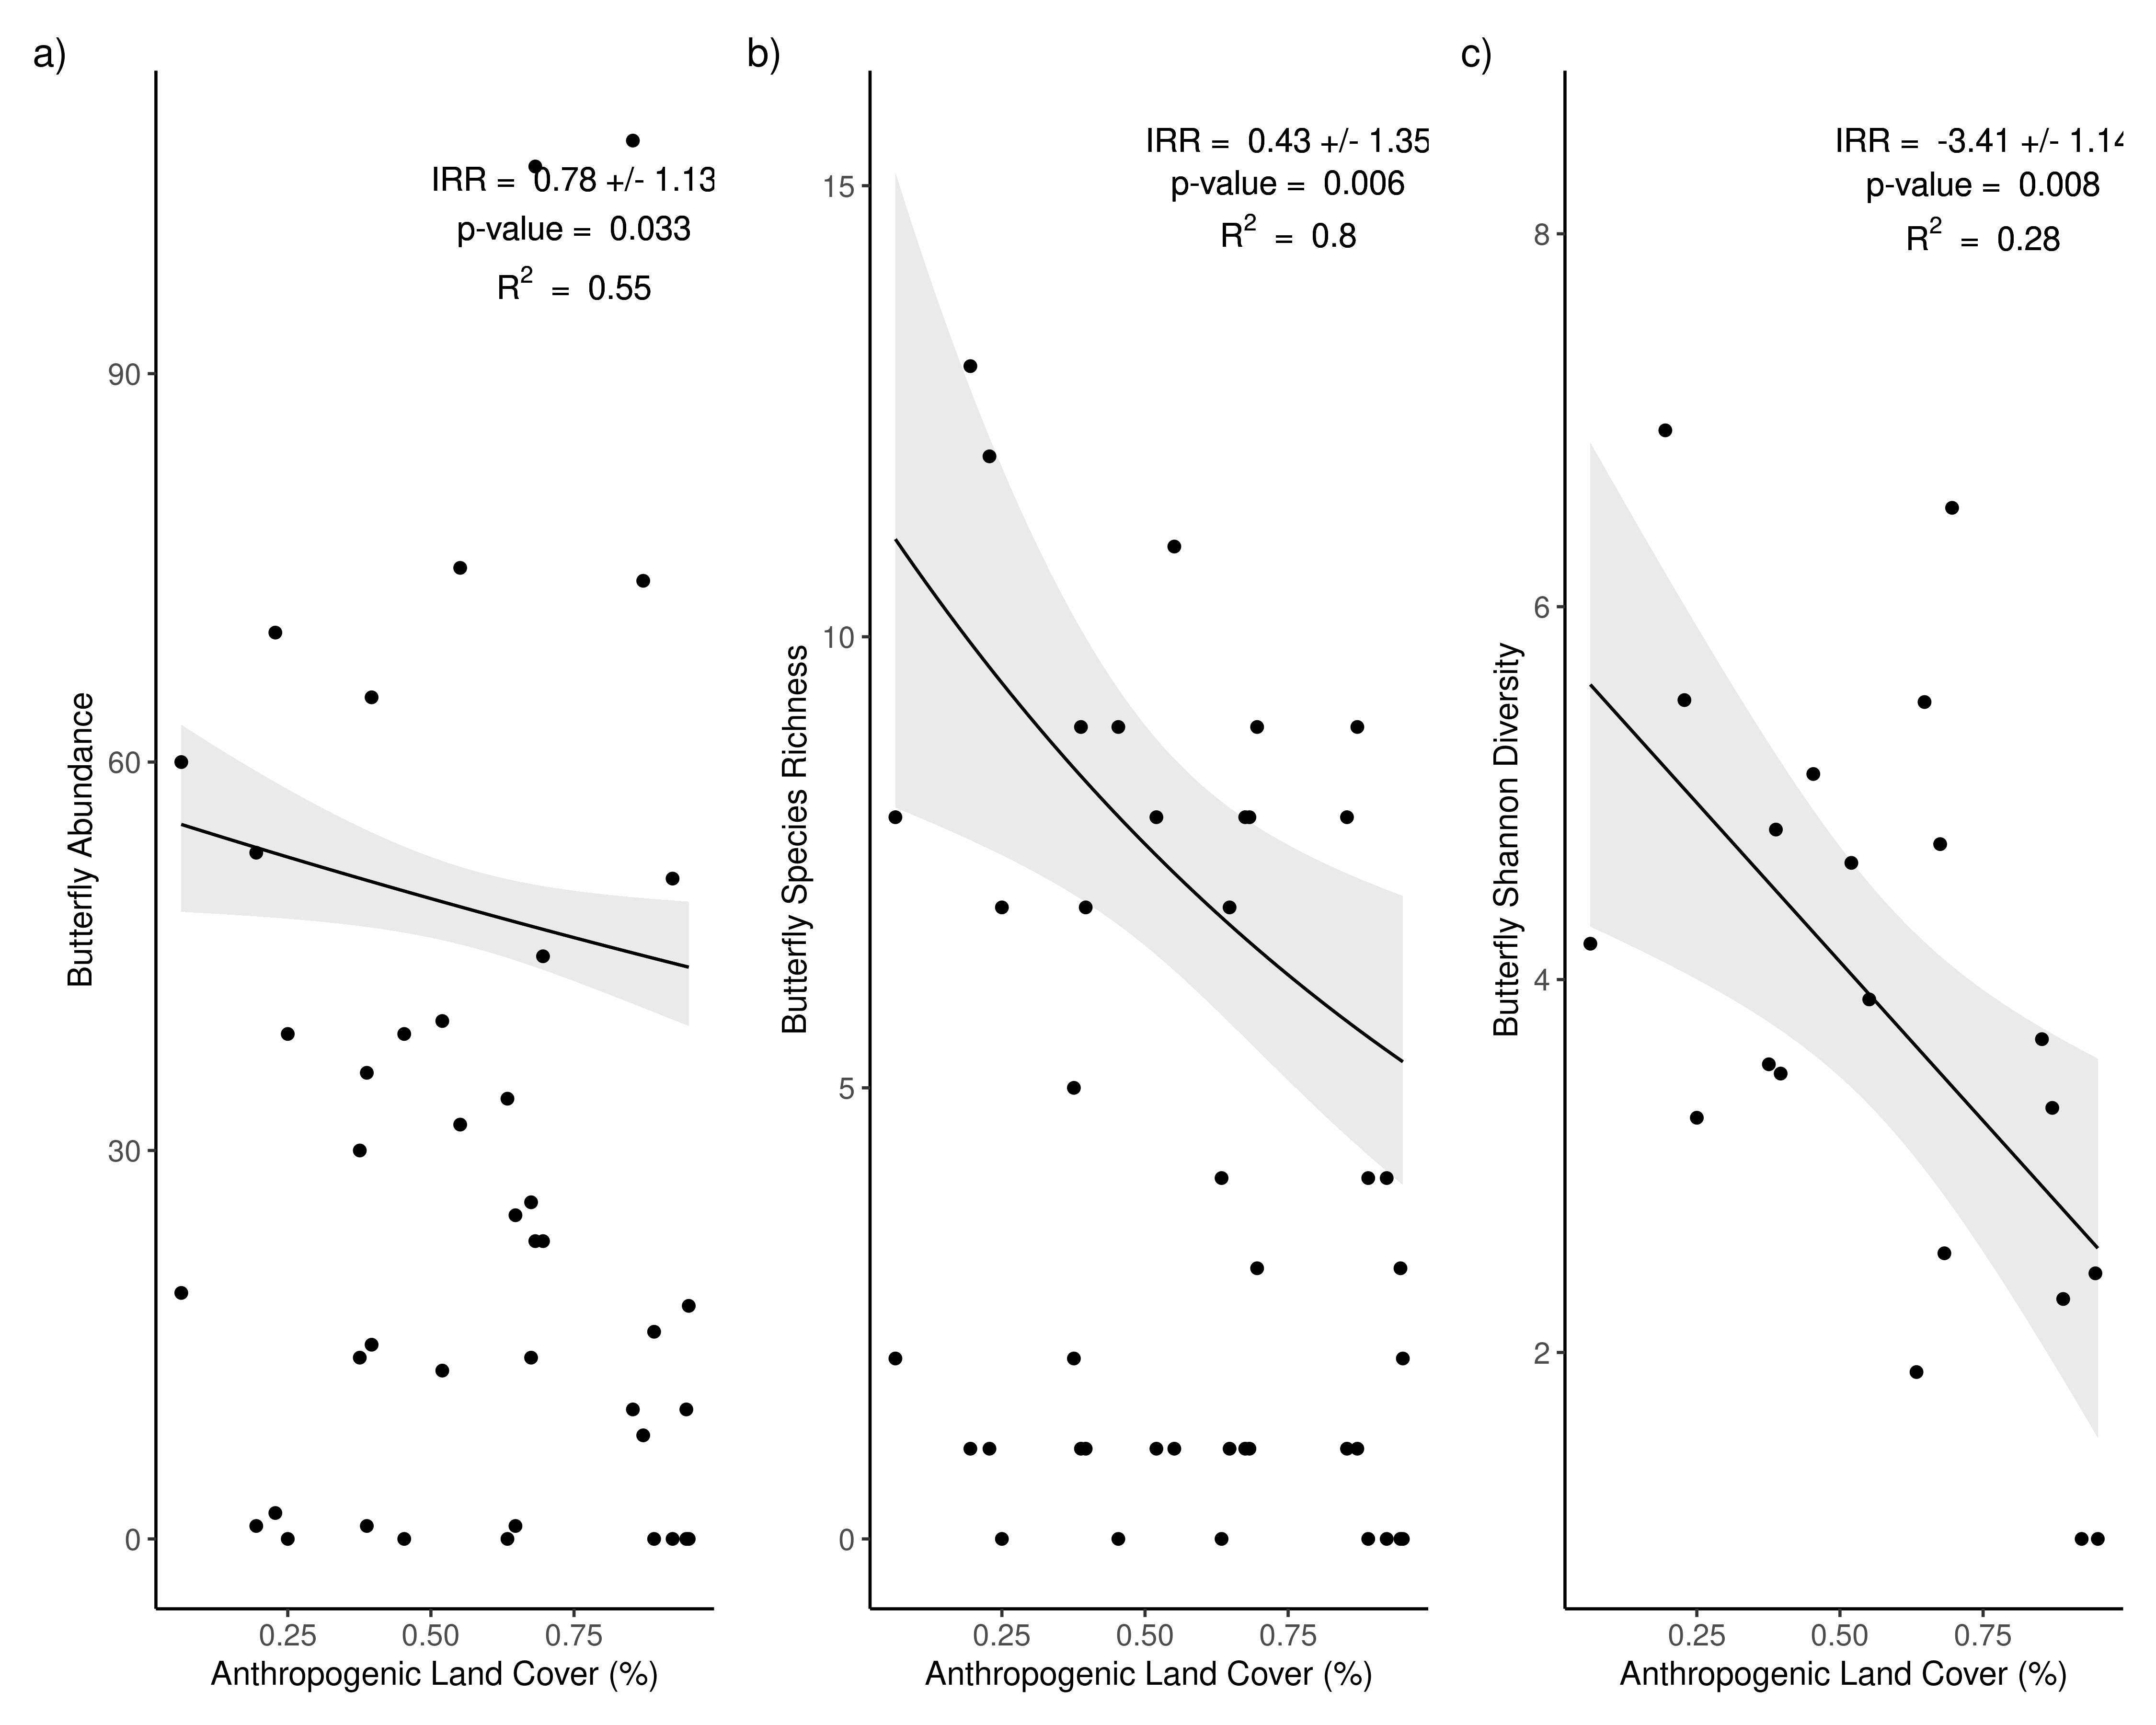 a)
IRR = 0.78 +/- 1.13
p-value = 0.033
R² = 0.55
90
60
30
0
Butterfly Abundance
0.25 0.50 0.75
Anthropogenic Land Cover (%)
b)
IRR = 0.43 +/- 1.35
p-value = 0.006
R² = 0.8
15
10
5
0
Butterfly Species Richness
0.25 0.50 0.75
Anthropogenic Land Cover (%)
c)
IRR = -3.41 +/- 1.14
p-value = 0.008
R² = 0.28
8
6
4
2
Butterfly Shannon Diversity
0.25 0.50 0.75
Anthropogenic Land Cover (%)